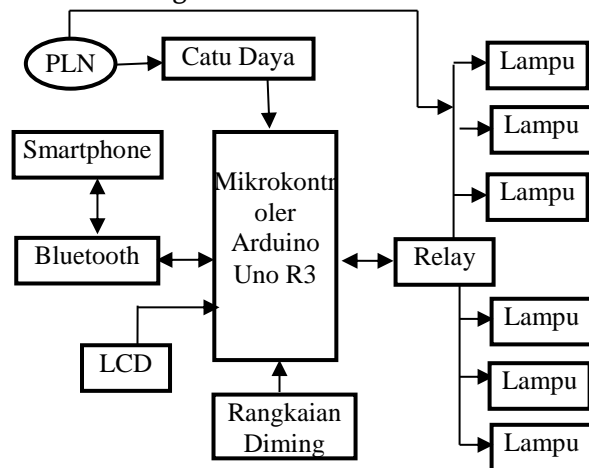 PLN
Catu Daya
Lampu
Lampu
Lampu
Smartphone
Mikrokontr
oler
Arduino
Uno R3
Bluetooth
Relay
Lampu
LCD
Lampu
Rangkaian
Diming
Lampu